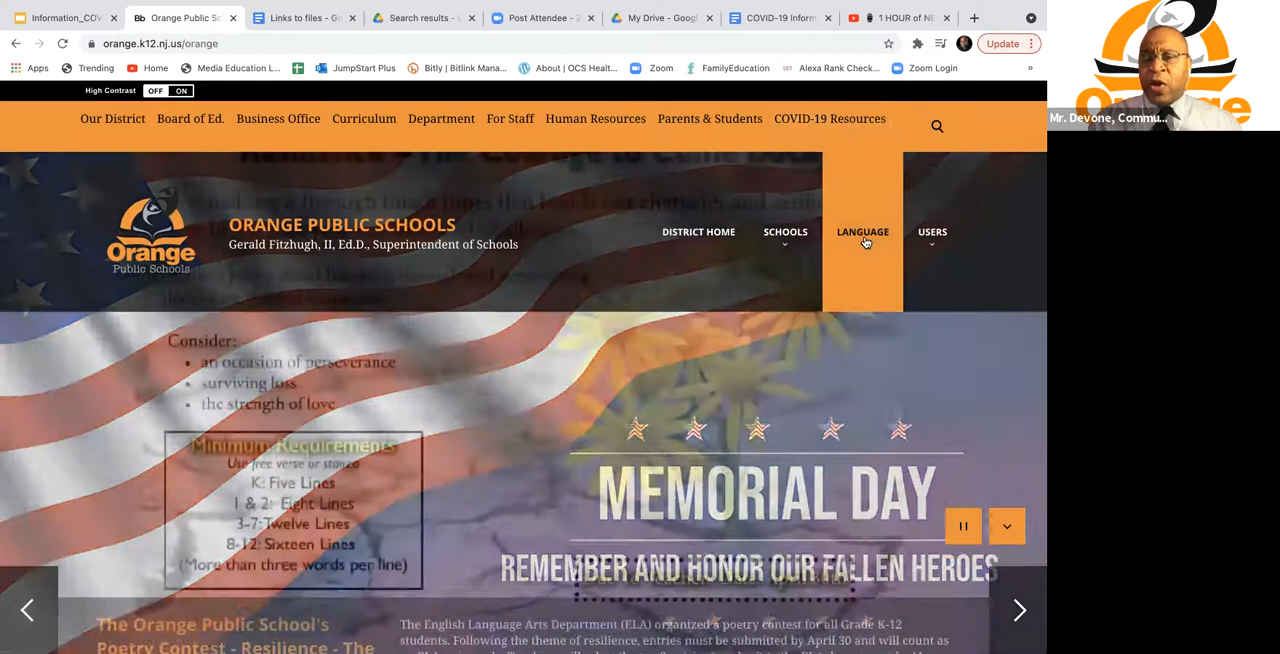 Information_COV
Orange Public Sc
Links to files - Go
Search results - G
Post Attendee - 2
My Drive - Googl
COVID-19 Inform
1 HOUR of NE
orange.k12.nj.us/orange
Update
Apps
Trending
Home
Media Education L...
JumpStart Plus
Bitly | Bitlink Mana...
About | OCS Healt...
Zoom
FamilyEducation
Alexa Rank Check...
Zoom Login
»
High Contrast OFF ON
Our District Board of Ed. Business Office Curriculum Department For Staff Human Resources Parents & Students COVID-19 Resources
Orange
Public Schools
ORANGE PUBLIC SCHOOLS
Gerald Fitzhugh, II, Ed.D., Superintendent of Schools
DISTRICT HOME SCHOOLS LANGUAGE USERS
Consider:
• an occasion of perseverance
• surviving loss
• the strength of love
Minimum Requirements
Use free verse or stanza
K: Five Lines
1 & 2: Eight Lines
3-7: Twelve Lines
8-12: Sixteen Lines
(More than three words per line)
MEMORIAL DAY
REMEMBER AND HONOR OUR FALLEN HEROES
The Orange Public School's
Poetry Contest - Resilience - The
The English Language Arts Department (ELA) organized a poetry contest for all Grade K-12
students. Following the theme of resilience, entries must be submitted by April 30 and will count as
Mr. Devone, Commu...